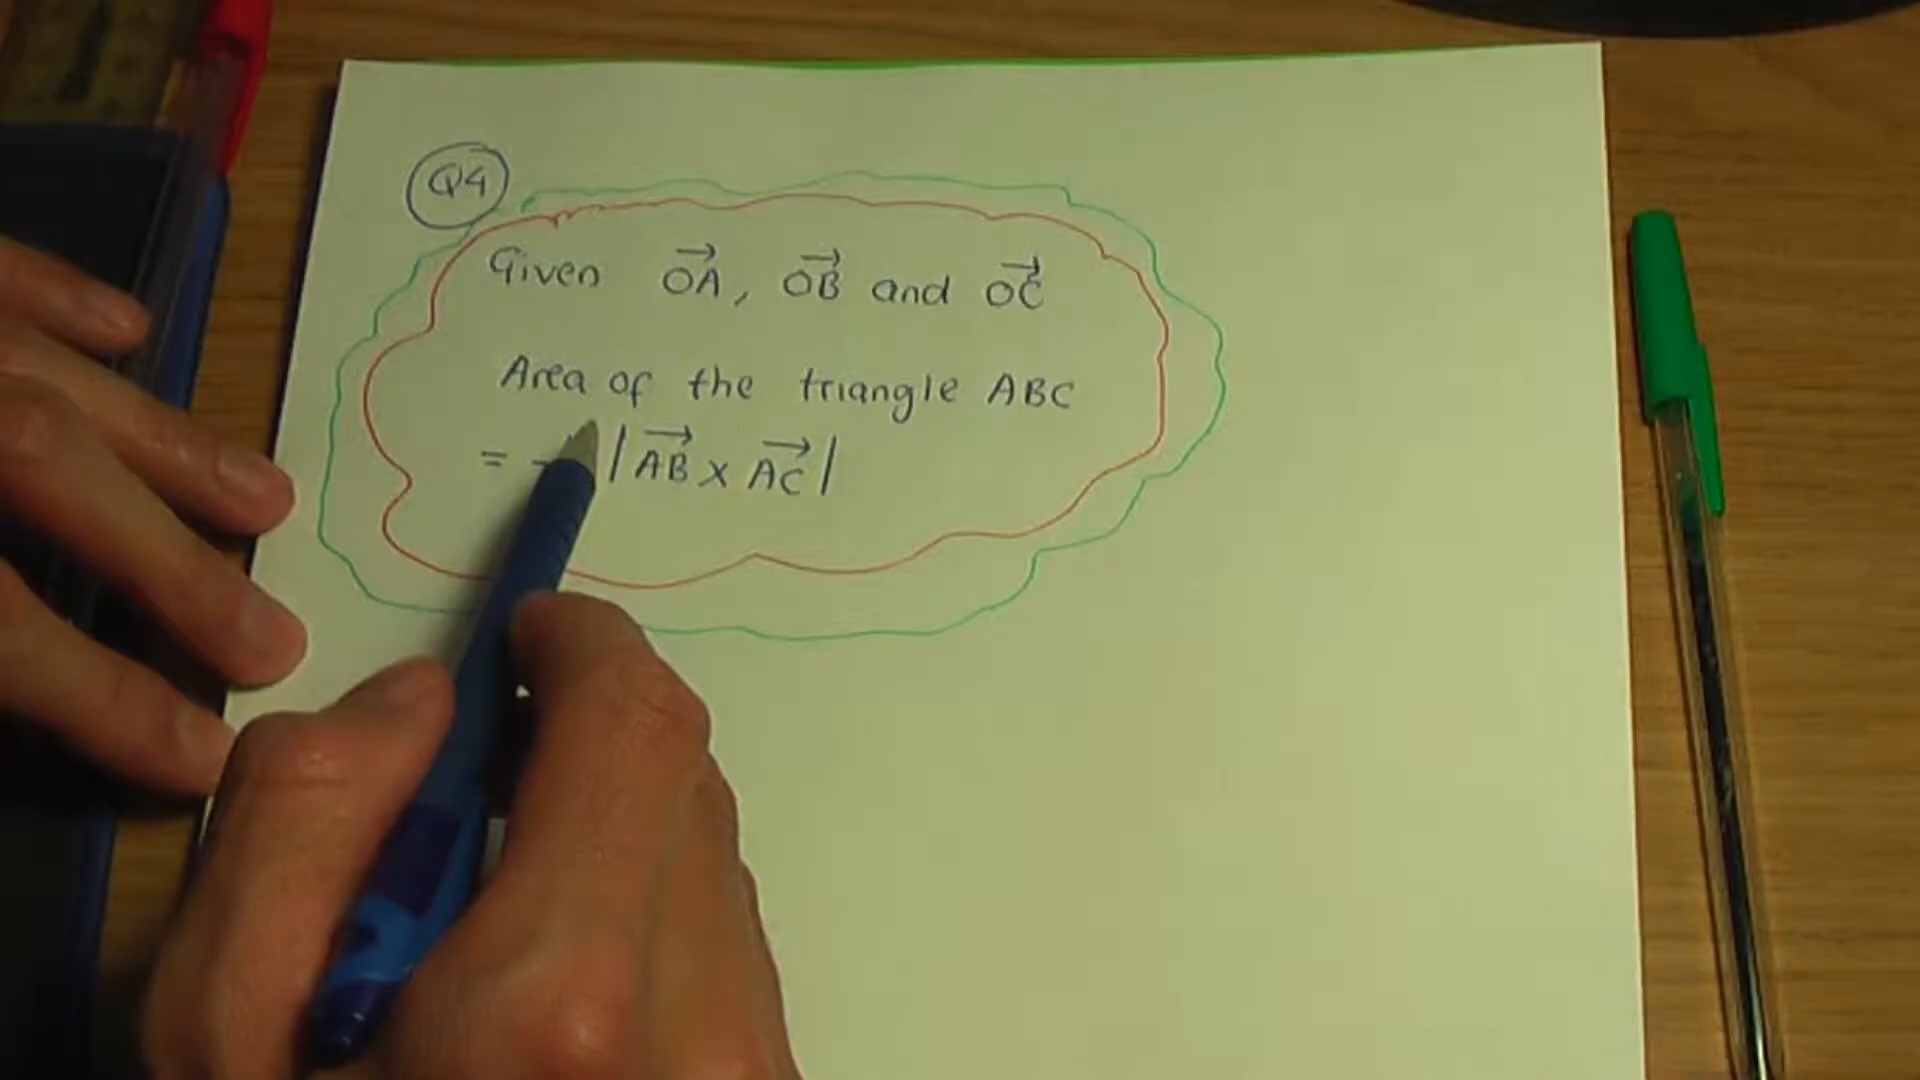 Q4
Given OA, OB and OC
Area of the triangle ABC
= |AB x AC|